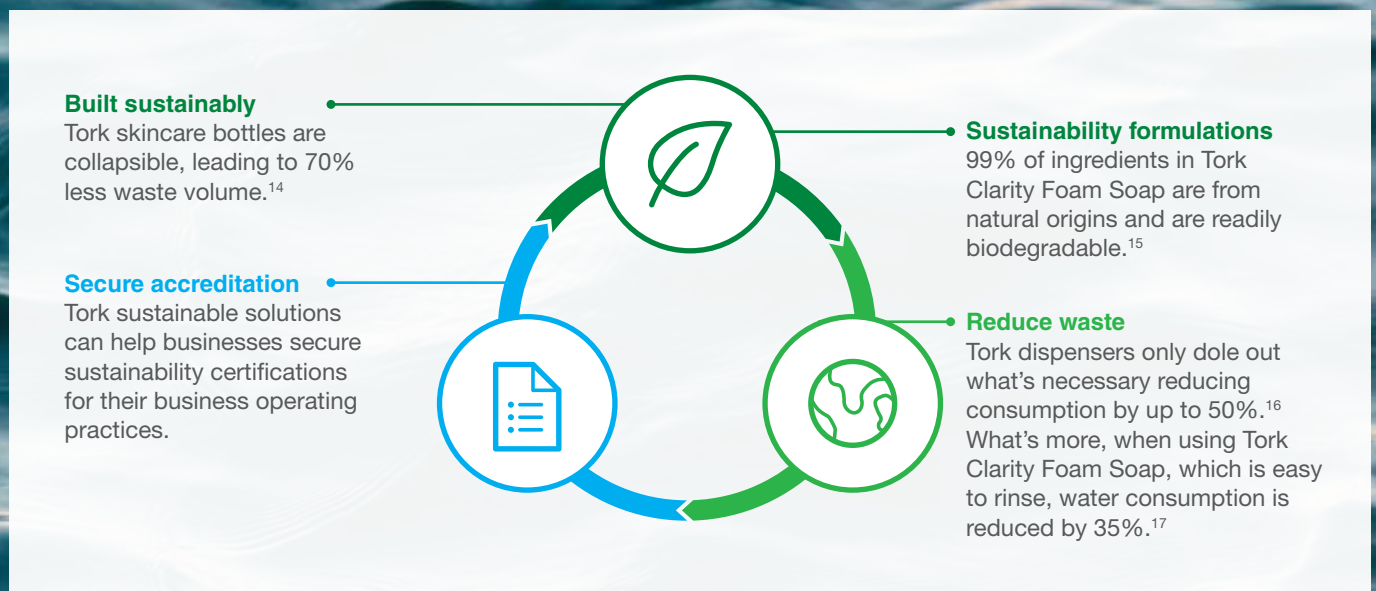 Built sustainably
Tork skincare bottles are
collapsible, leading to 70%
less waste volume.14
Secure accreditation
Tork sustainable solutions
can help businesses secure
sustainability certifications
for their business operating
practices.
Sustainability formulations
99% of ingredients in Tork
Clarity Foam Soap are from
natural origins and are readily
biodegradable.15
Reduce waste
Tork dispensers only dole out
what’s necessary reducing
consumption by up to 50%.16
What’s more, when using Tork
Clarity Foam Soap, which is easy
to rinse, water consumption is
reduced by 35%.17